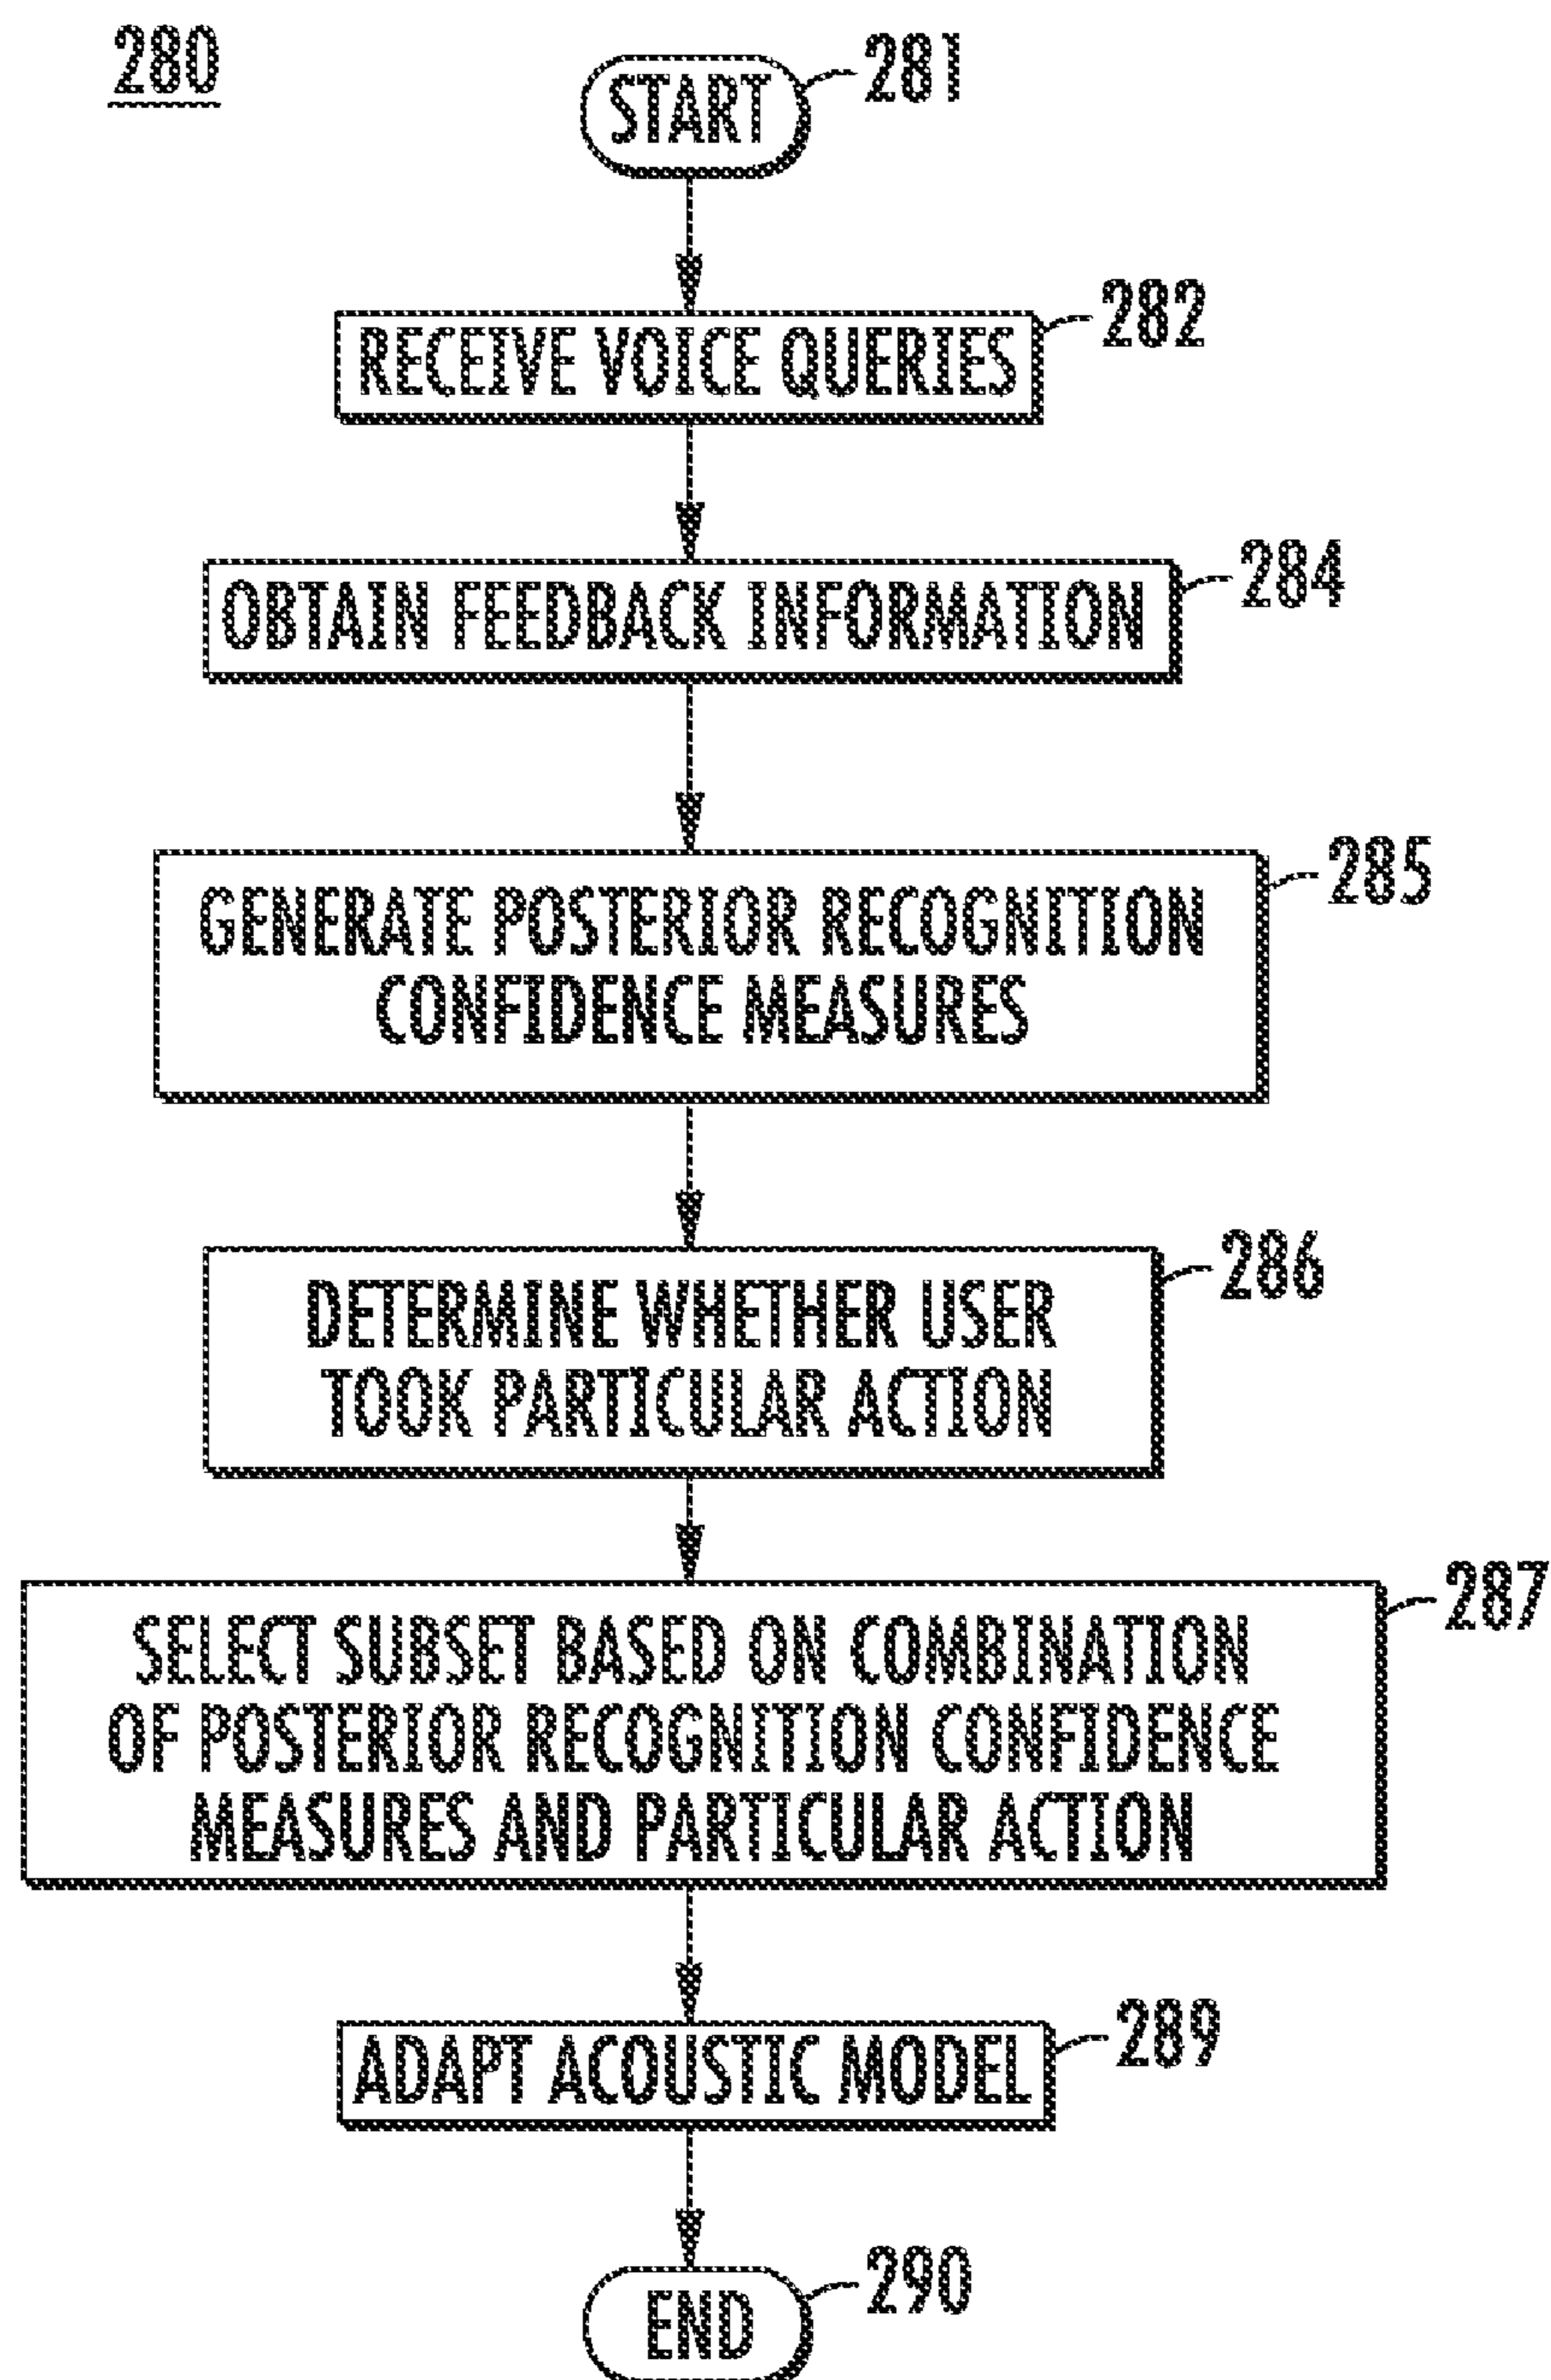 280
START
281
RECEIVE VOICE QUERIES
282
OBTAIN FEEDBACK INFORMATION
284
GENERATE POSTERIOR RECOGNITION
CONFIDENCE MEASURES
285
DETERMINE WHETHER USER
TOOK PARTICULAR ACTION
286
SELECT SUBSET BASED ON COMBINATION
OF POSTERIOR RECOGNITION CONFIDENCE
MEASURES AND PARTICULAR ACTION
287
ADAPT ACOUSTIC MODEL
289
END
290